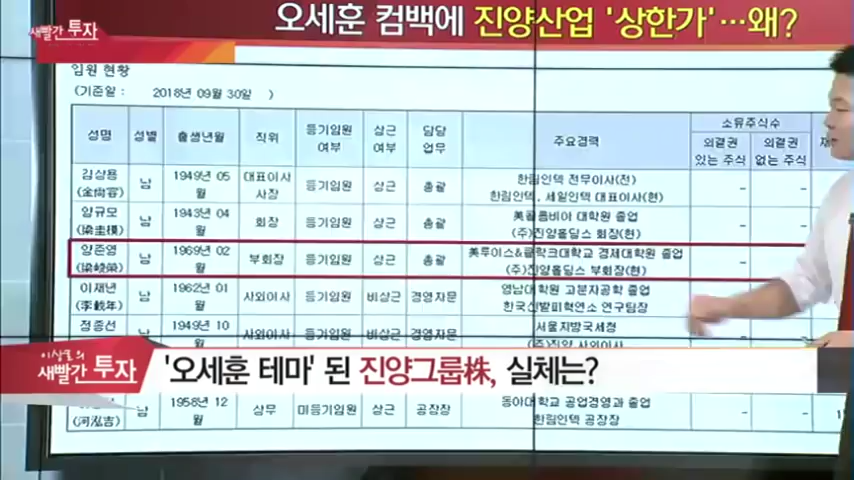 오세훈 컴백에 진양산업 '상한가'…왜?
새빨간 투자
임원 현황
(기준일 : 2018년 09월 30일 )
성명 성별 출생년월 직위 등기임원 여부 상근 여부 담당 업무 주요경력 소유주식수
의결권 있는 주식 의결권 없는 주식
김상용 (金尙容) 남 1949년 05월 대표이사 사장 등기임원 상근 총괄 한림인텍 전무이사(전) 한림인텍, 세일인텍 대표이사(현) - -
양규모 (梁圭模) 남 1943년 04월 회장 등기임원 상근 총괄 美콜롬비아 대학원 졸업 (주)진양홀딩스 회장(현) - -
양준영 남 1969년 02월 부회장 등기임원 상근 총괄 美루이스&클락크대학교 경제대학원 졸업 (주)진양홀딩스 부회장(현) - -
이재년 남 1962년 01월 사외이사 등기임원 비상근 경영자문 영남대학원 고분자공학 졸업 한국신발피혁연소 연구팀장 -
정종선 1949년 10 사외이사 등기임원 비상근 경영자문 서울지방국세청 (주)진양 사외이사 - -
이상로의
새빨간 투자
'오세훈 테마' 된 진양그룹株, 실체는?
(河泓吉) 남 1958년 12월 상무 미등기임원 상근 공장장 동아대학교 공업경영과 졸업 한림인텍 공장장 - -